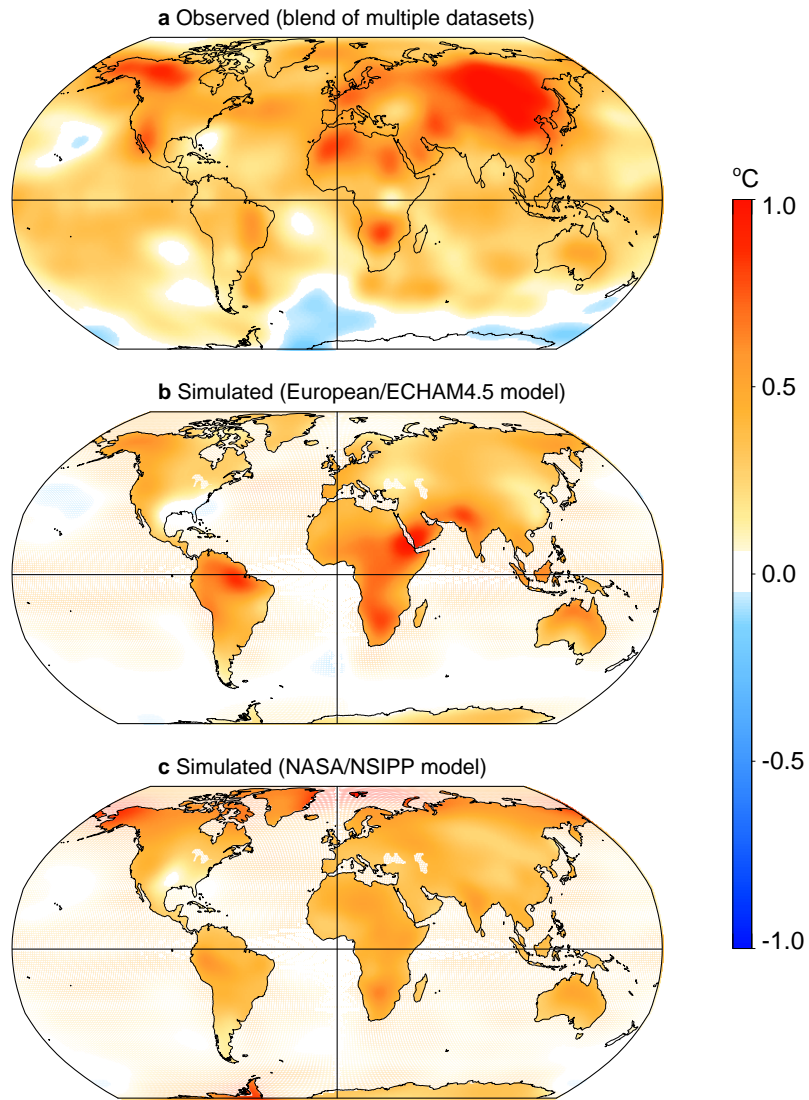 a Observed (blend of multiple datasets)
°C
1.0
0.5
0.0
-0.5
-1.0
b Simulated (European/ECHAM4.5 model)
c Simulated (NASA/NSIPP model)